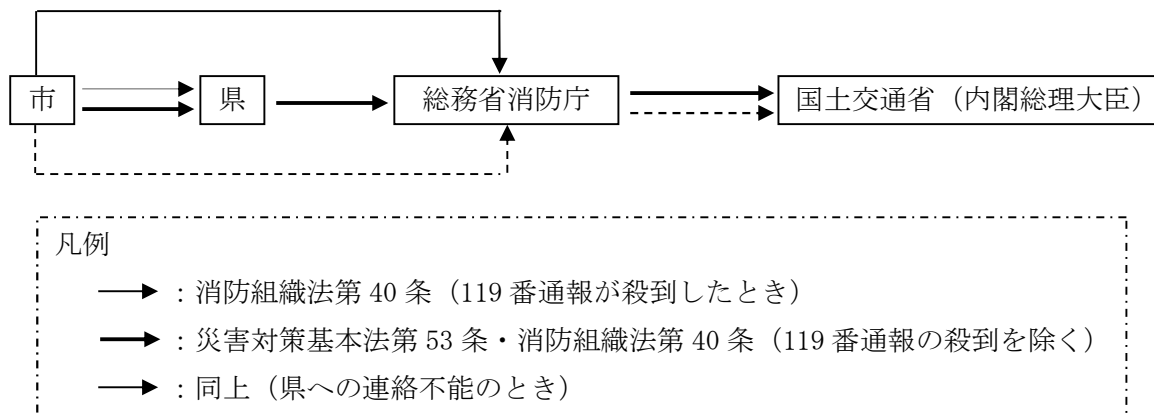 市
県
総務省消防庁
国土交通省（内閣総理大臣）
凡例
：消防組織法第 40 条（119 番通報が殺到したとき）
：災害対策基本法第 53 条・消防組織法第 40 条（119 番通報の殺到を除く）
：同上（県への連絡不能のとき）